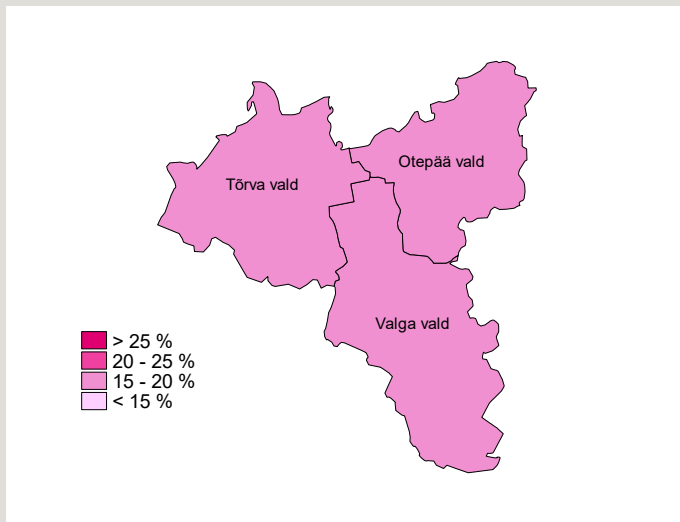 Otepää vald
Tõrva vald
Valga vald
> 25 %
20 - 25 %
15 - 20 %
< 15 %